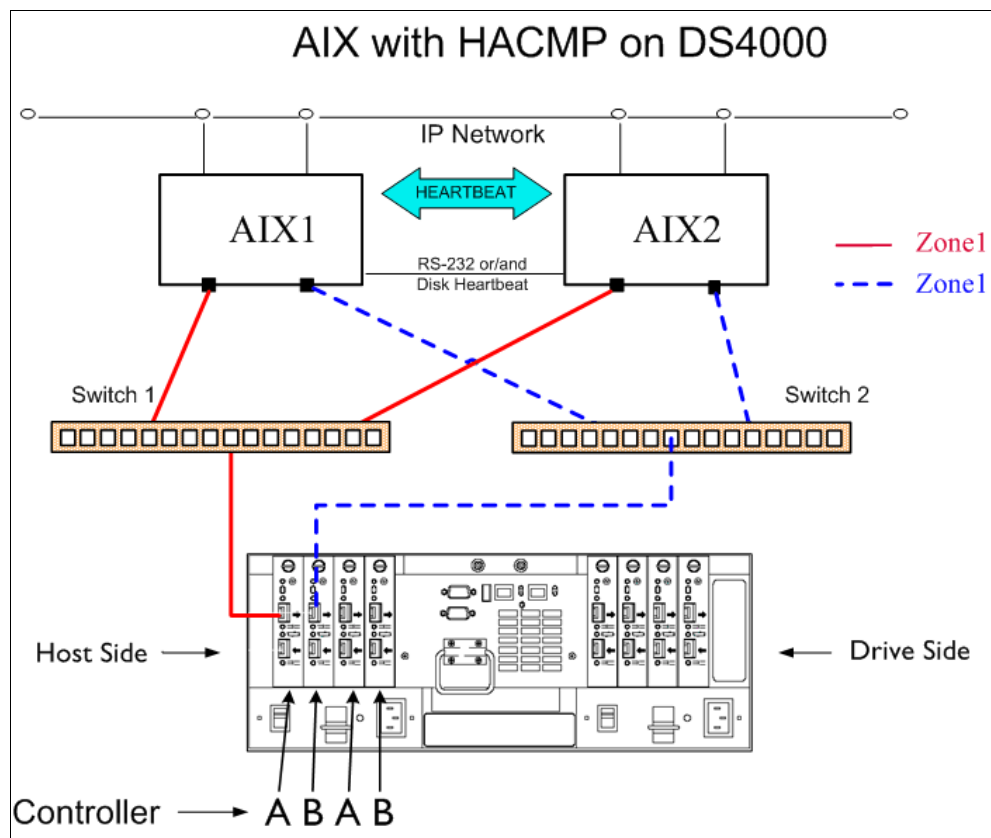 AIX with HACMP on DS4000
IP Network
HEARTBEAT
AIX1
AIX2
RS-232 or/and
Disk Heartbeat
Zone1
Zone1
Switch 1
Switch 2
Host Side
Drive Side
Controller
A B A B